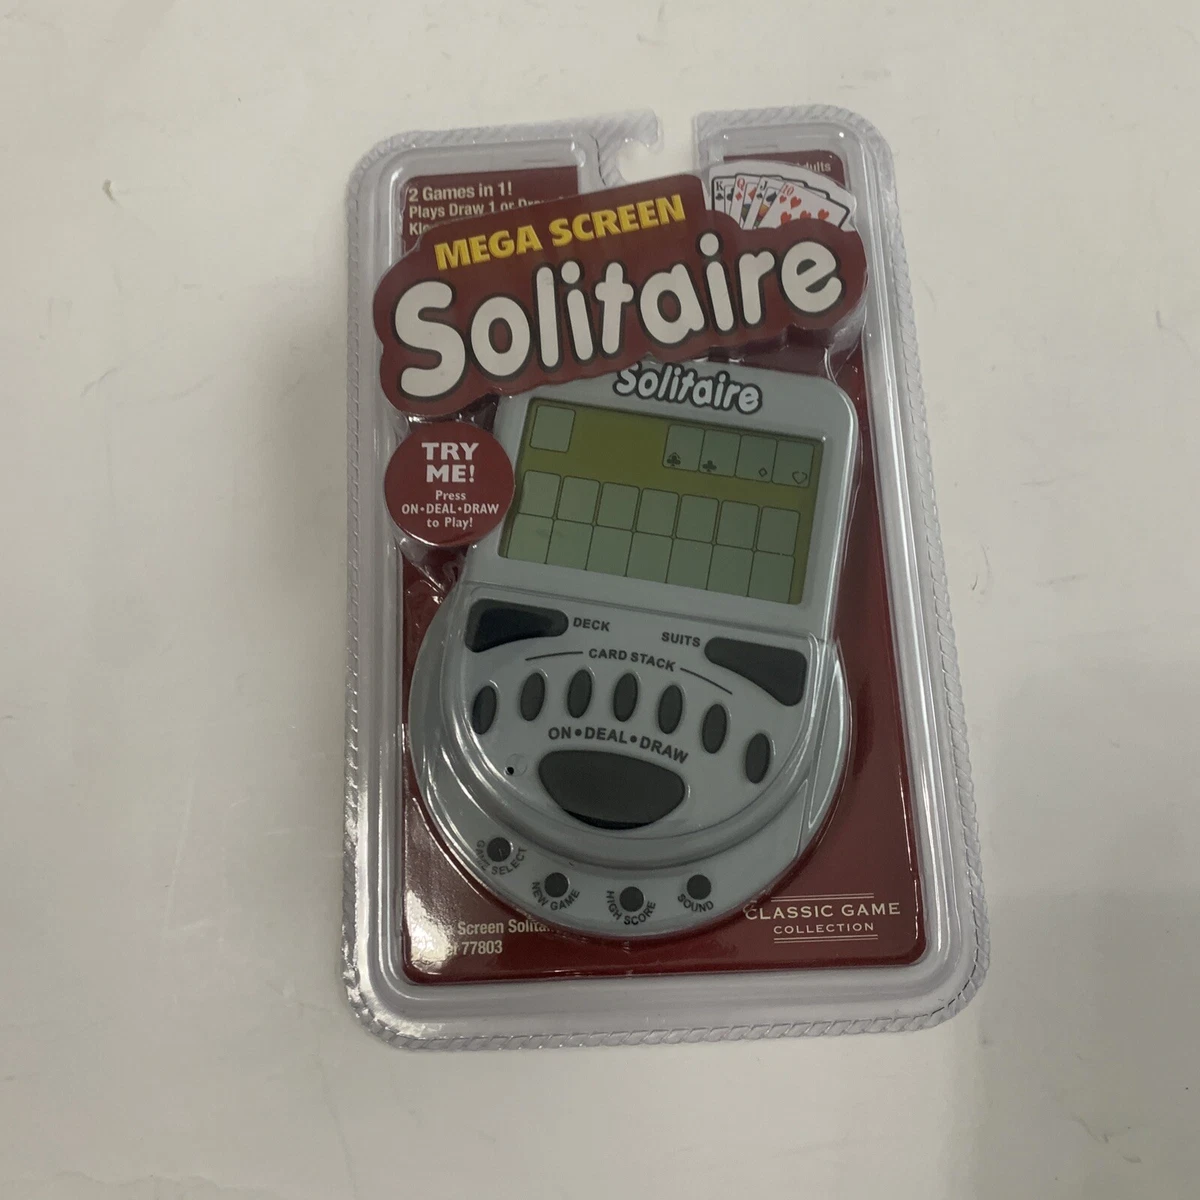 2 Games in 1!
Plays Draw 1 or
K Q J 10
MEGA SCREEN
Solitaire
Solitaire
TRY
ME!
Press
ON•DEAL•DRAW
to Play!
DECK
SUITS
CARD STACK
ON•DEAL•DRAW
GAME SELECT
NEW GAME
HIGH SCORE
SOUND
Screen
77803
CLASSIC GAME
COLLECTION